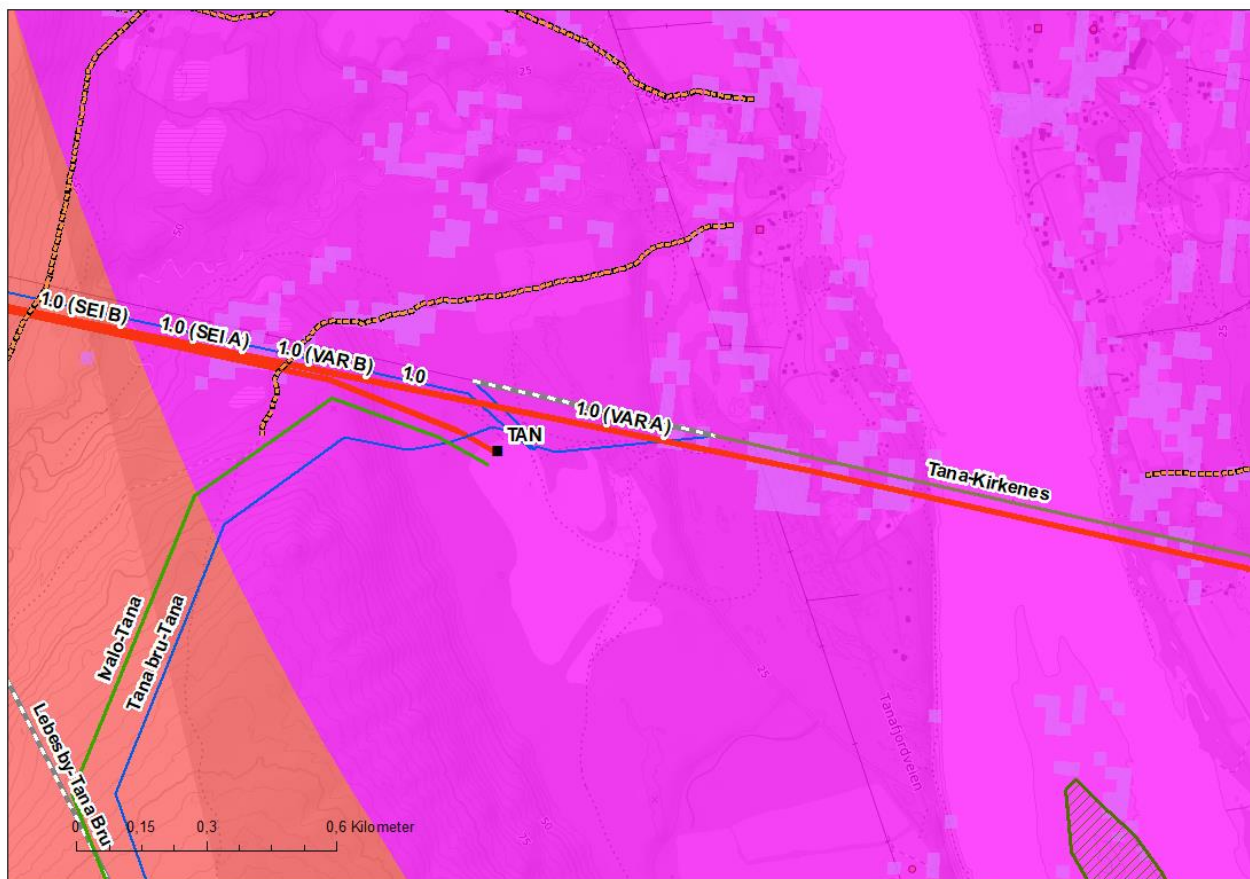 25
50
1.0 (SEI B)
1.0 (SEI A)
1.0 (VAR B)
1.0
1.0 (VAR A)
TAN
Tana-Kirkenes
25
Ivalo-Tana
Tana bru-Tana
Lebesby-Tana Bru
25
Tanafjordveien
50
75
0 0,15 0,3 0,6 Kilometer